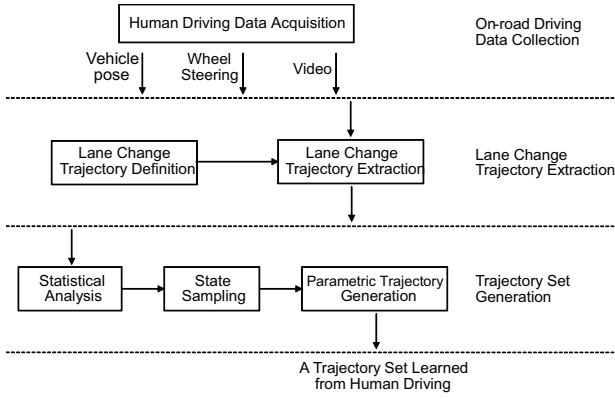 Human Driving Data Acquisition
On-road Driving
Data Collection
Vehicle
pose
Wheel
Steering
Video
Lane Change
Trajectory Definition
Lane Change
Trajectory Extraction
Lane Change
Trajectory Extraction
Statistical
Analysis
State
Sampling
Parametric Trajectory
Generation
Trajectory Set
Generation
A Trajectory Set Learned
from Human Driving